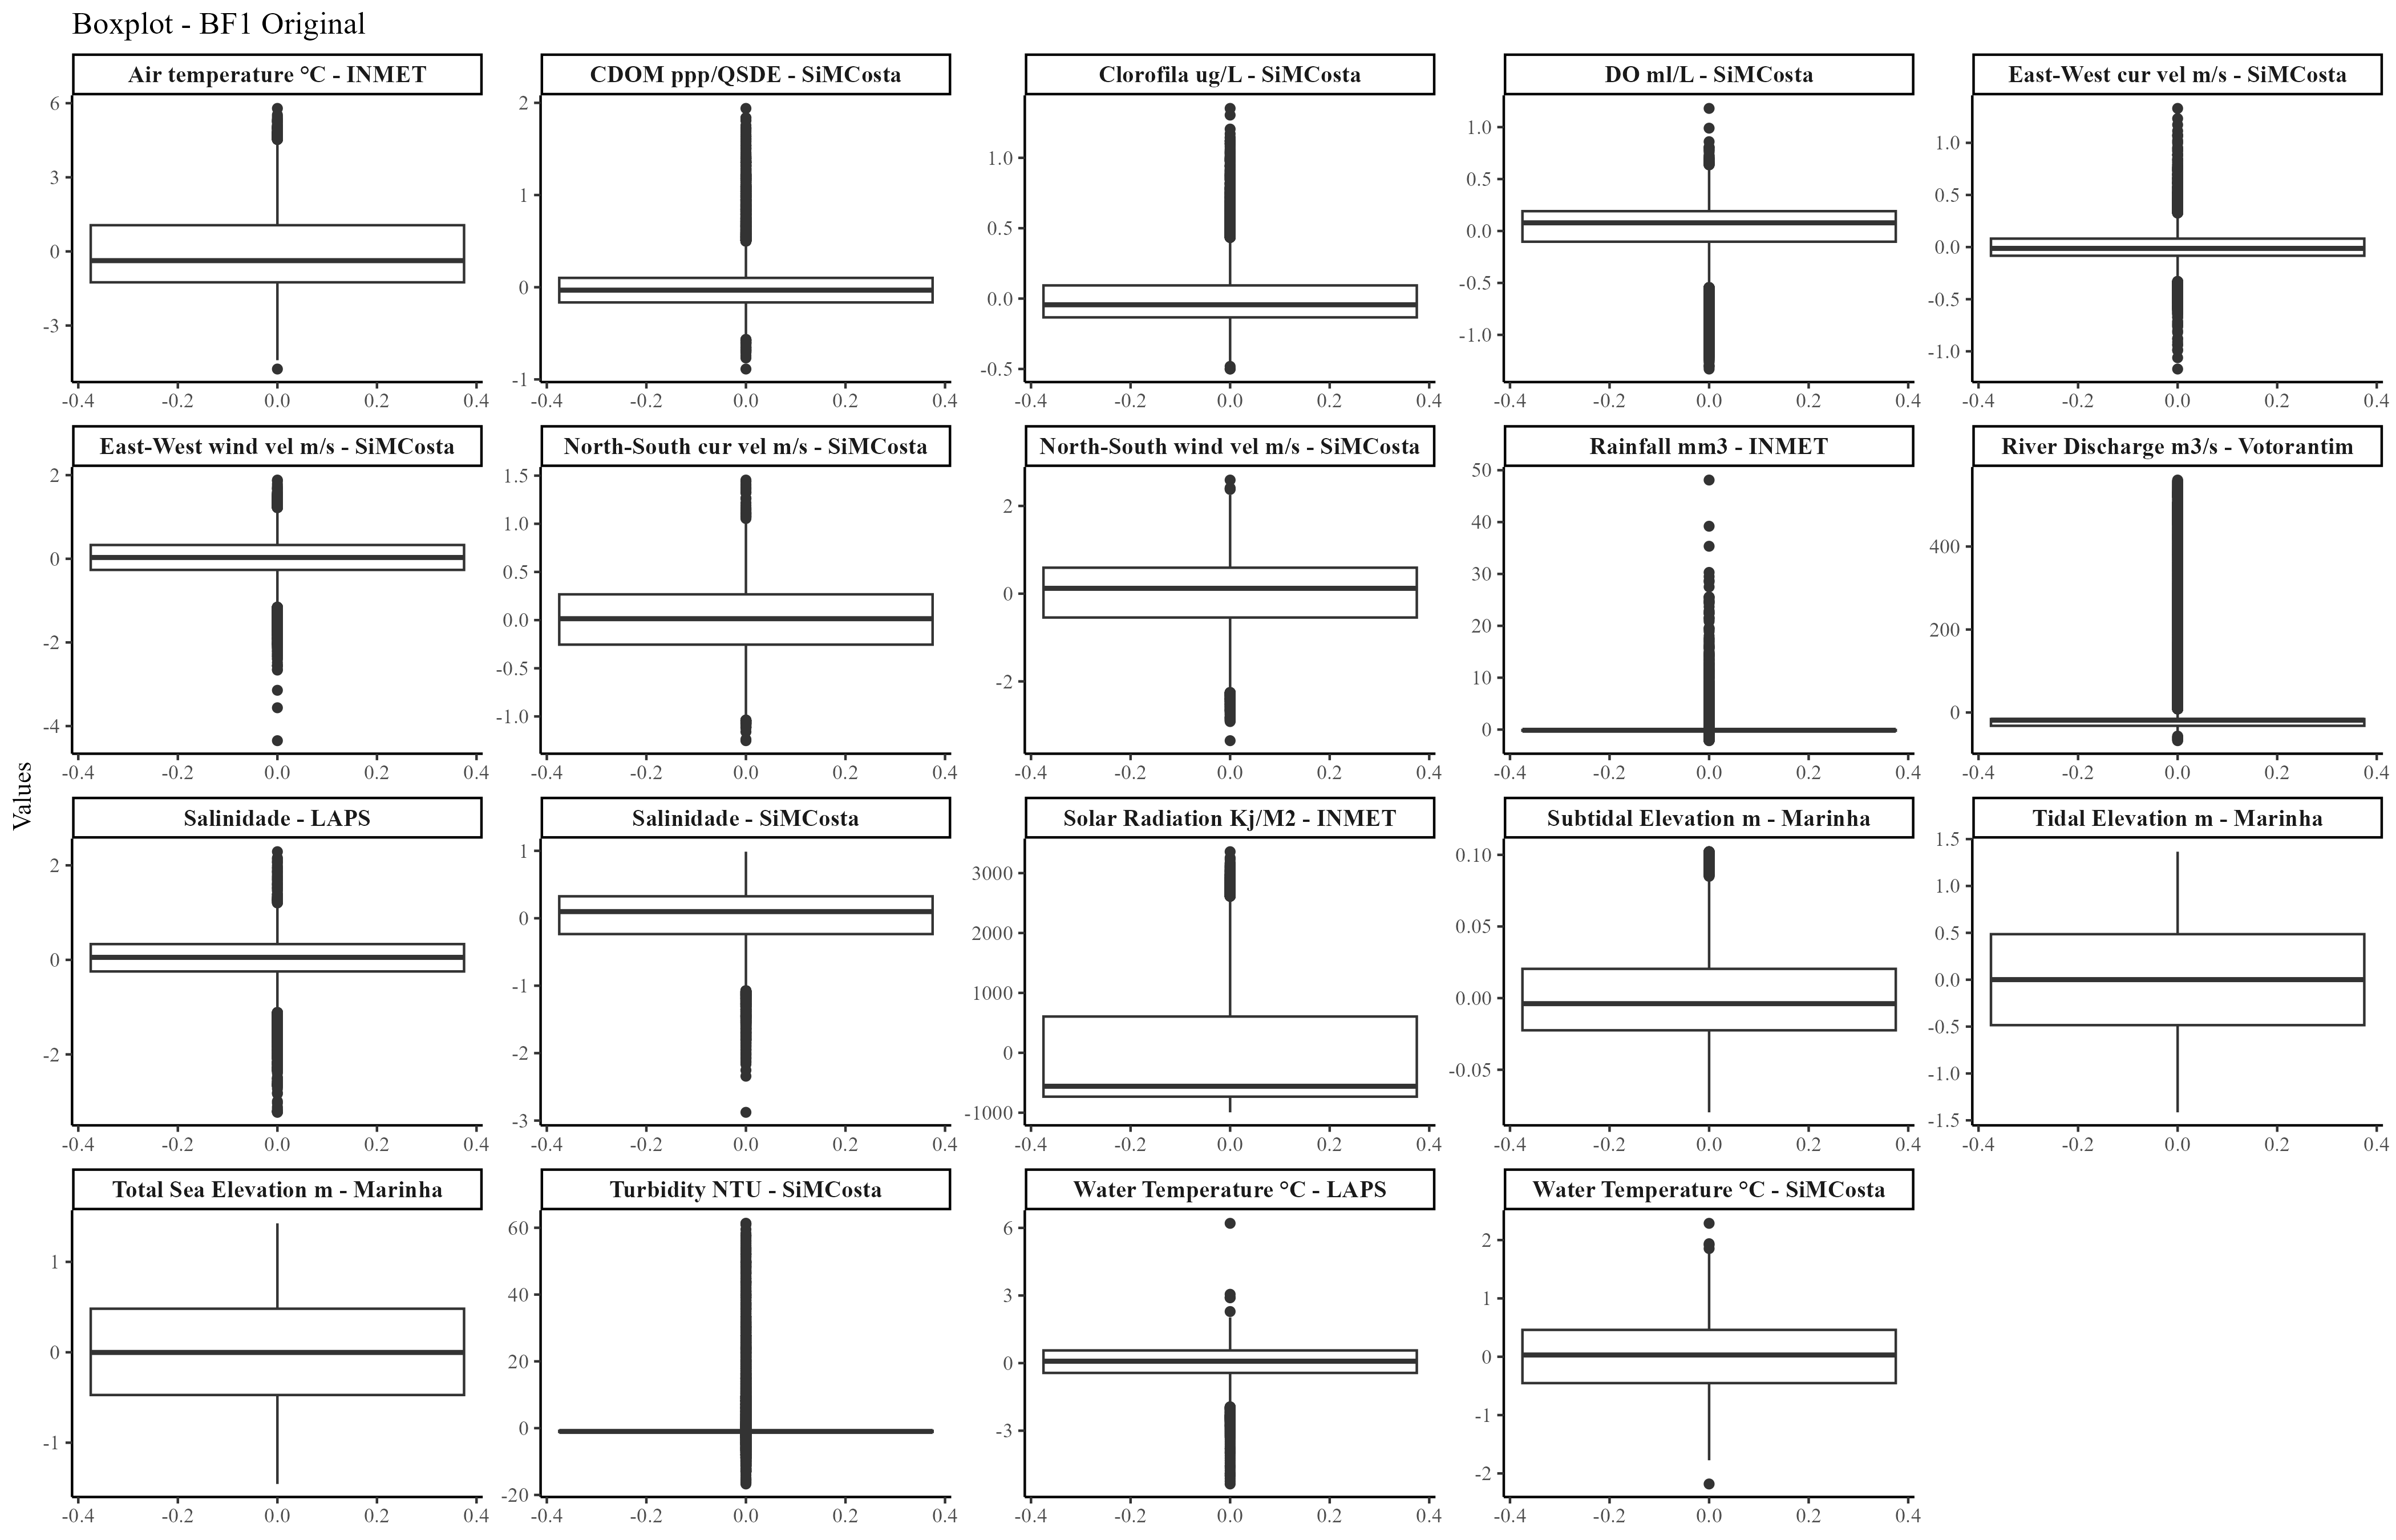 Boxplot - BF1 Original
Values
Air temperature °C - INMET
6
3
0
-3
-0.4 -0.2 0.0 0.2 0.4
CDOM ppp/QSDE - SiMCosta
2
1
0
-1
-0.4 -0.2 0.0 0.2 0.4
Clorofila ug/L - SiMCosta
1.0
0.5
0.0
-0.5
-0.4 -0.2 0.0 0.2 0.4
DO ml/L - SiMCosta
1.0
0.5
0.0
-0.5
-1.0
-0.4 -0.2 0.0 0.2 0.4
East-West cur vel m/s - SiMCosta
1.0
0.5
0.0
-0.5
-1.0
-0.4 -0.2 0.0 0.2 0.4
East-West wind vel m/s - SiMCosta
2
0
-2
-4
-0.4 -0.2 0.0 0.2 0.4
North-South cur vel m/s - SiMCosta
1.5
1.0
0.5
0.0
-0.5
-1.0
-0.4 -0.2 0.0 0.2 0.4
North-South wind vel m/s - SiMCosta
2
0
-2
-0.4 -0.2 0.0 0.2 0.4
Rainfall mm3 - INMET
50
40
30
20
10
0
-0.4 -0.2 0.0 0.2 0.4
River Discharge m3/s - Votorantim
400
200
0
-0.4 -0.2 0.0 0.2 0.4
Salinidade - LAPS
2
0
-2
-0.4 -0.2 0.0 0.2 0.4
Salinidade - SiMCosta
1
0
-1
-2
-3
-0.4 -0.2 0.0 0.2 0.4
Solar Radiation Kj/M2 - INMET
3000
2000
1000
0
-1000
-0.4 -0.2 0.0 0.2 0.4
Subtidal Elevation m - Marinha
0.10
0.05
0.00
-0.05
-0.4 -0.2 0.0 0.2 0.4
Tidal Elevation m - Marinha
1.5
1.0
0.5
0.0
-0.5
-1.0
-1.5
-0.4 -0.2 0.0 0.2 0.4
Total Sea Elevation m - Marinha
1
0
-1
-0.4 -0.2 0.0 0.2 0.4
Turbidity NTU - SiMCosta
60
40
20
0
-20
-0.4 -0.2 0.0 0.2 0.4
Water Temperature °C - LAPS
6
3
0
-3
-0.4 -0.2 0.0 0.2 0.4
Water Temperature °C - SiMCosta
2
1
0
-1
-2
-0.4 -0.2 0.0 0.2 0.4